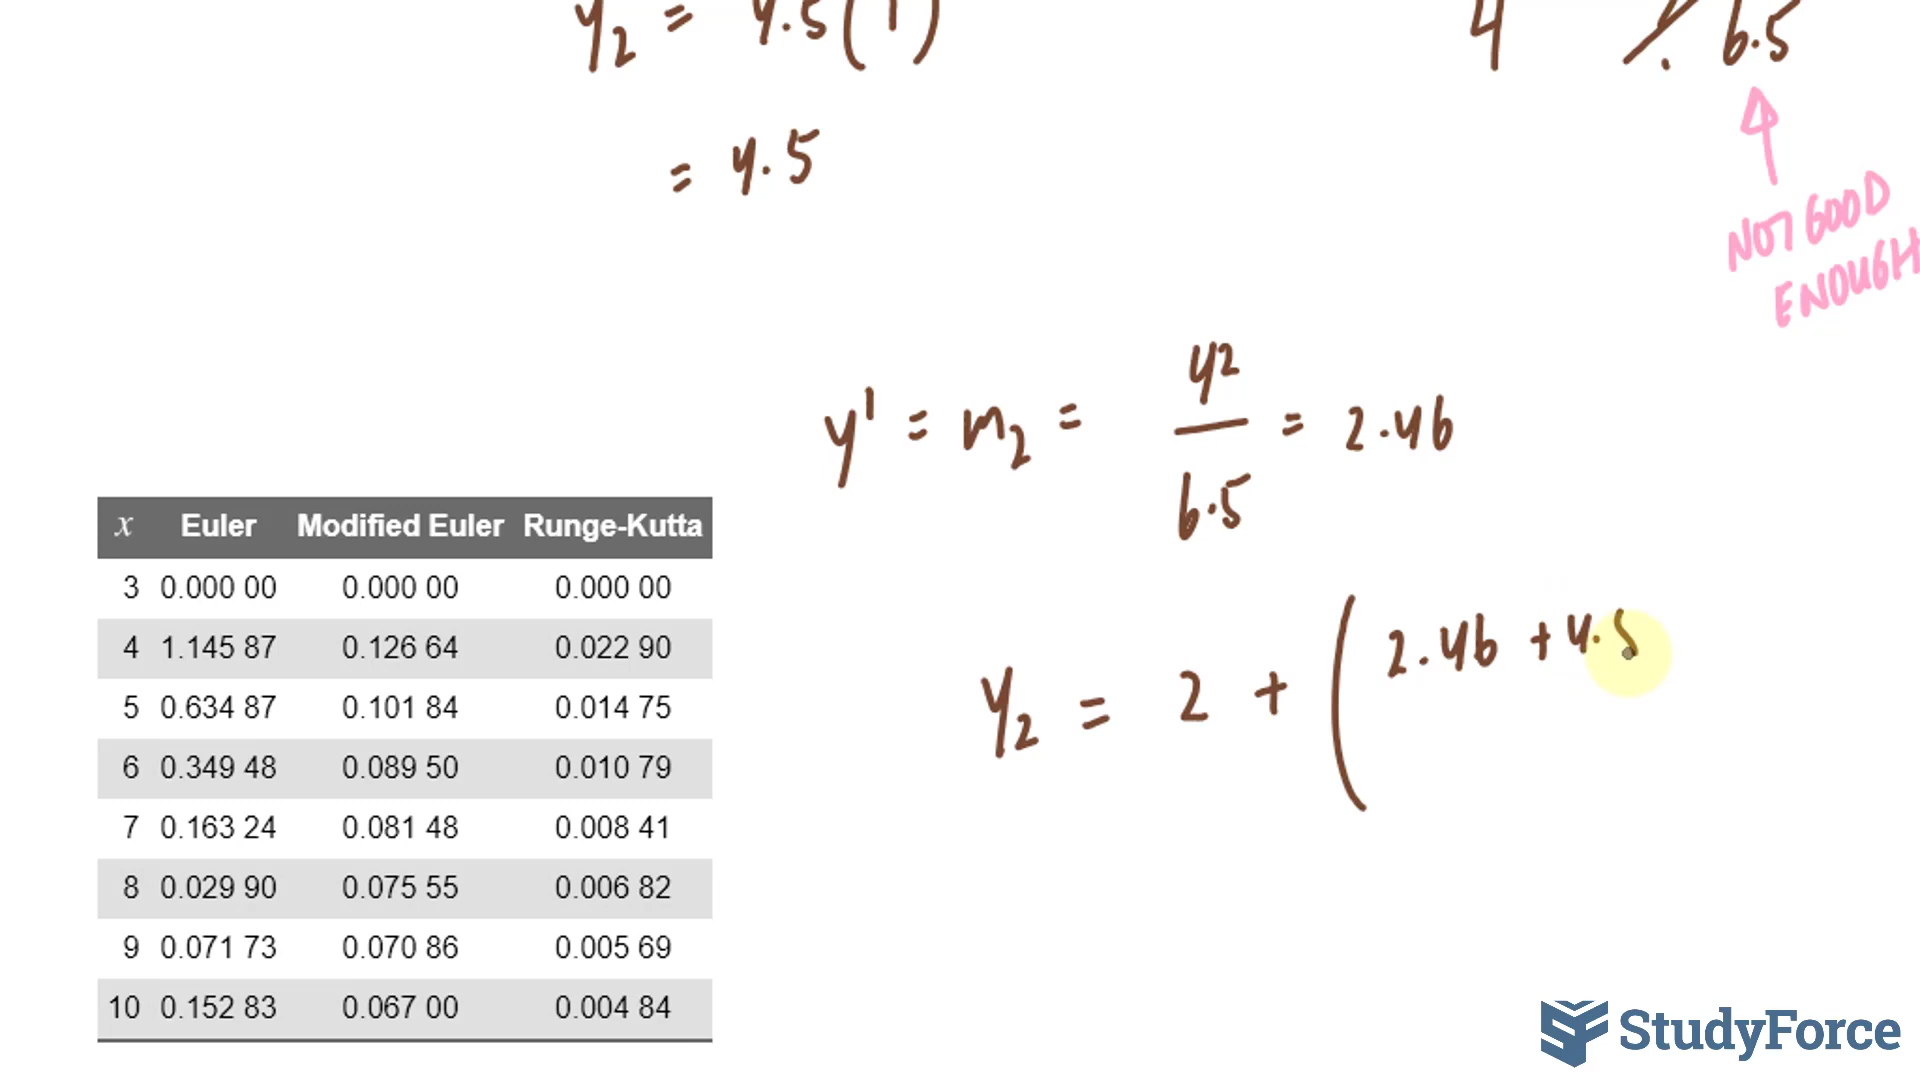 y₂ = 4.5(1)
4 6.5
= 4.5
NOT GOOD
ENOUGH
y' = m₂ = 4² / 6.5 = 2.46
y₂ = 2 + (2.46 + 4.5
x Euler Modified Euler Runge-Kutta
3 0.000 00 0.000 00 0.000 00
4 1.145 87 0.126 64 0.022 90
5 0.634 87 0.101 84 0.014 75
6 0.349 48 0.089 50 0.010 79
7 0.163 24 0.081 48 0.008 41
8 0.029 90 0.075 55 0.006 82
9 0.071 73 0.070 86 0.005 69
10 0.152 83 0.067 00 0.004 84
StudyForce